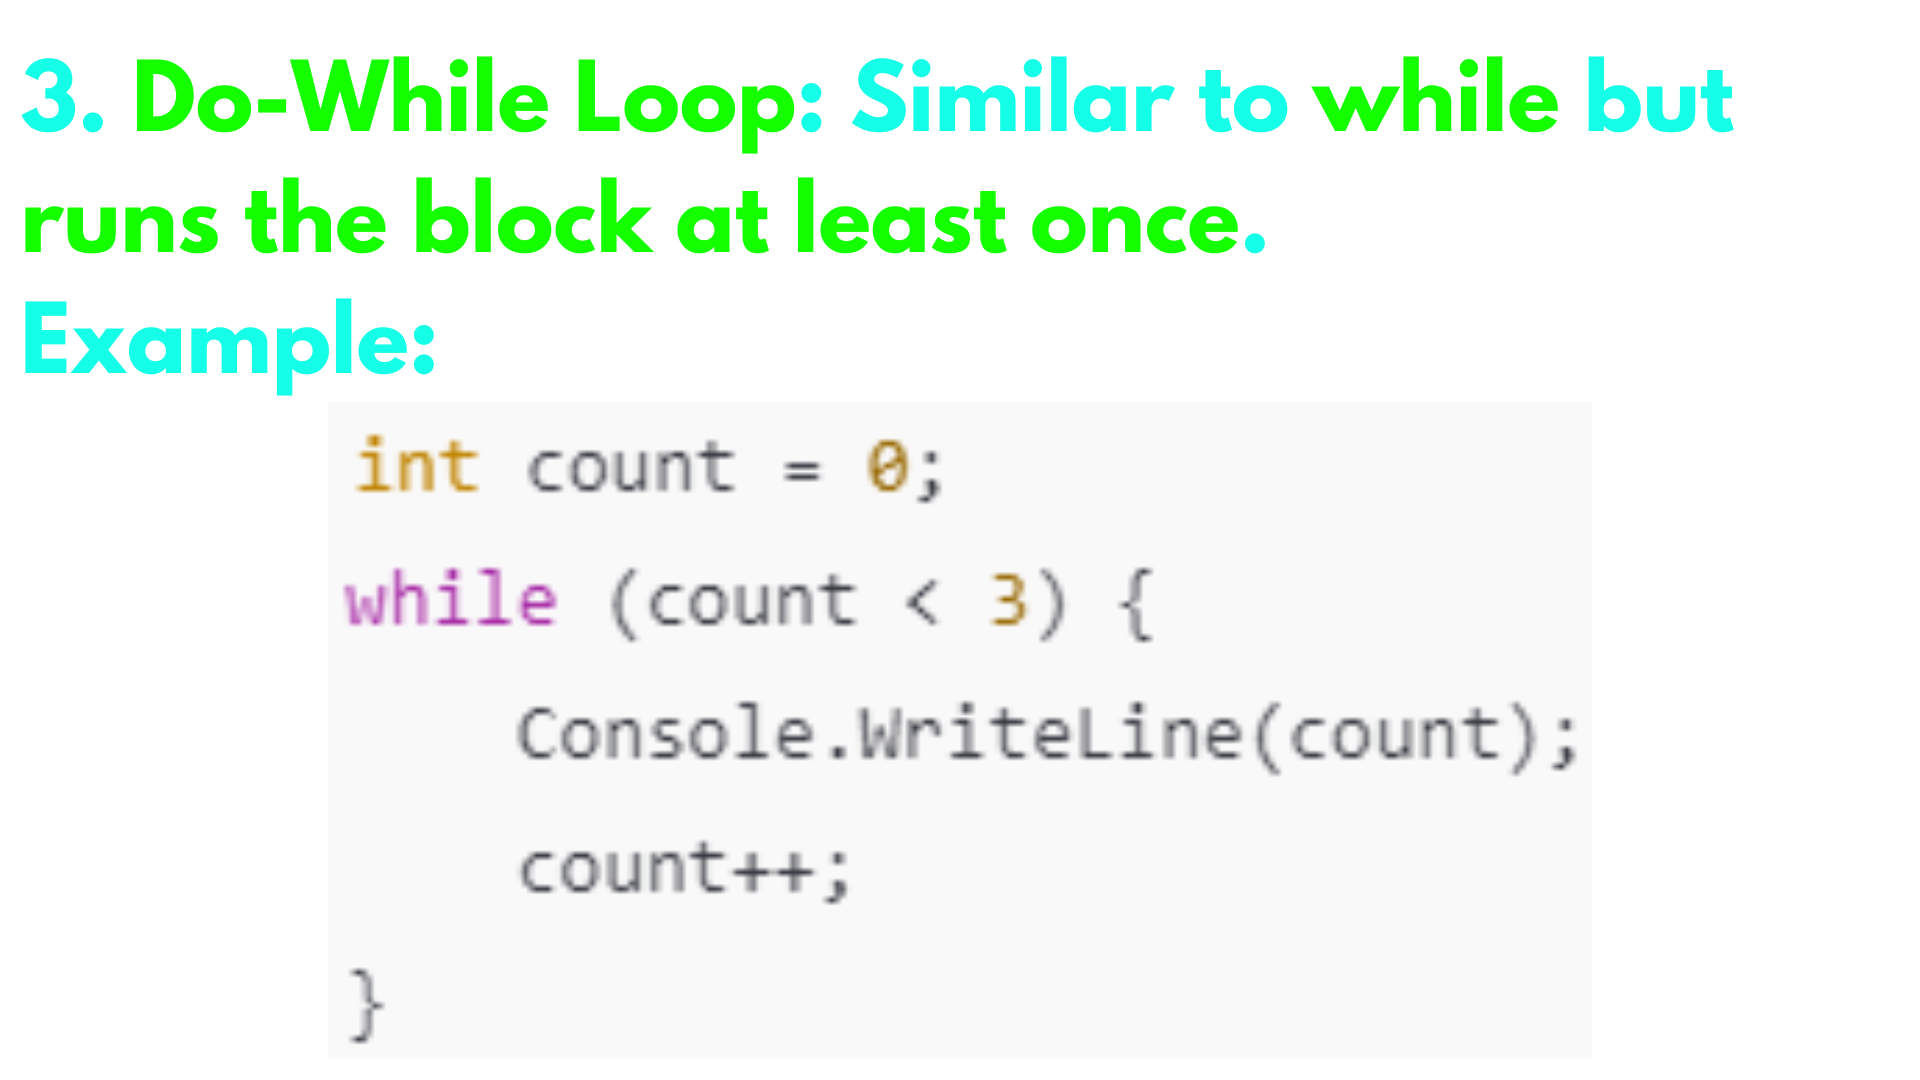 3. Do-While Loop: Similar to while but
runs the block at least once.
Example:
int count = 0;
while (count < 3) {
    Console.WriteLine(count);
    count++;
}